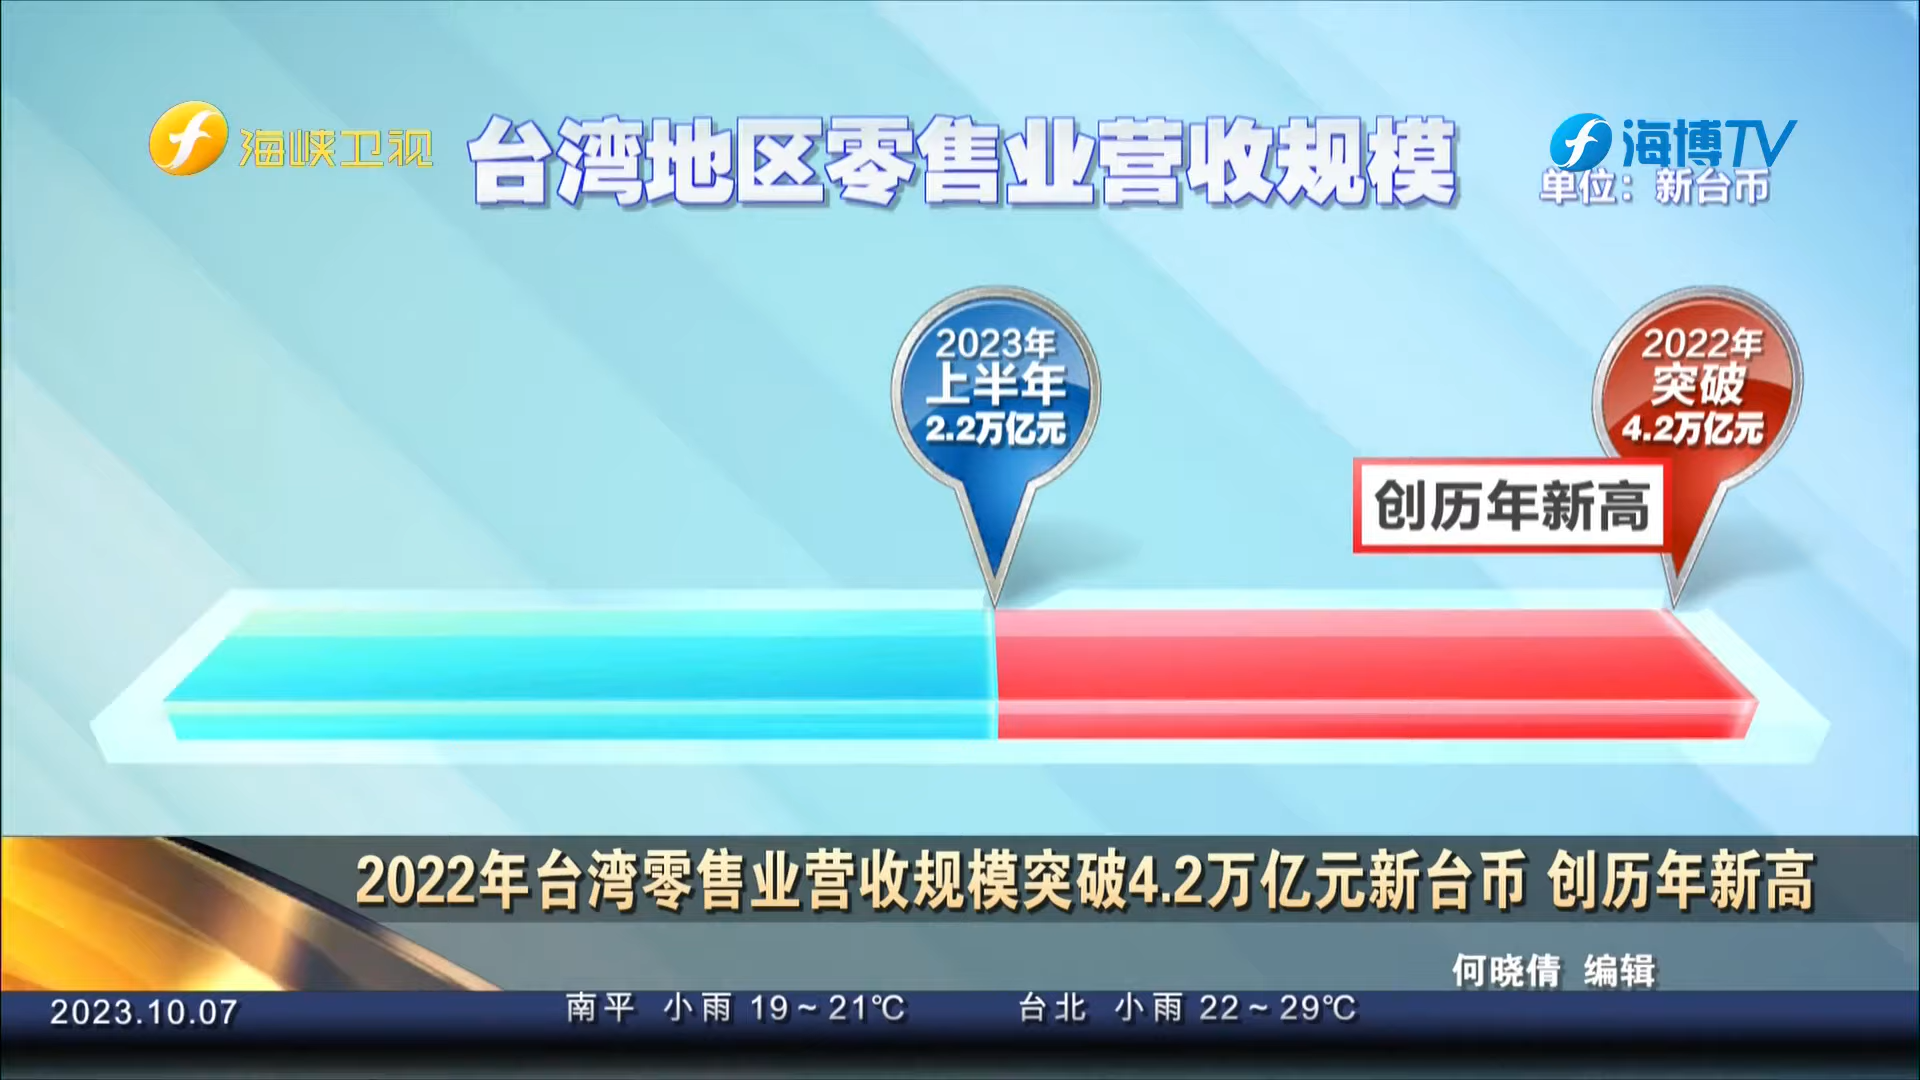 海峡卫视
台湾地区零售业营收规模
海博TV
单位：新台币
2023年
上半年
2.2万亿元
2022年
突破
4.2万亿元
创历年新高
2022年台湾零售业营收规模突破4.2万亿元新台币 创历年新高
何晓倩 编辑
2023.10.07
南平 小雨 19～21℃
台北 小雨 22～29℃